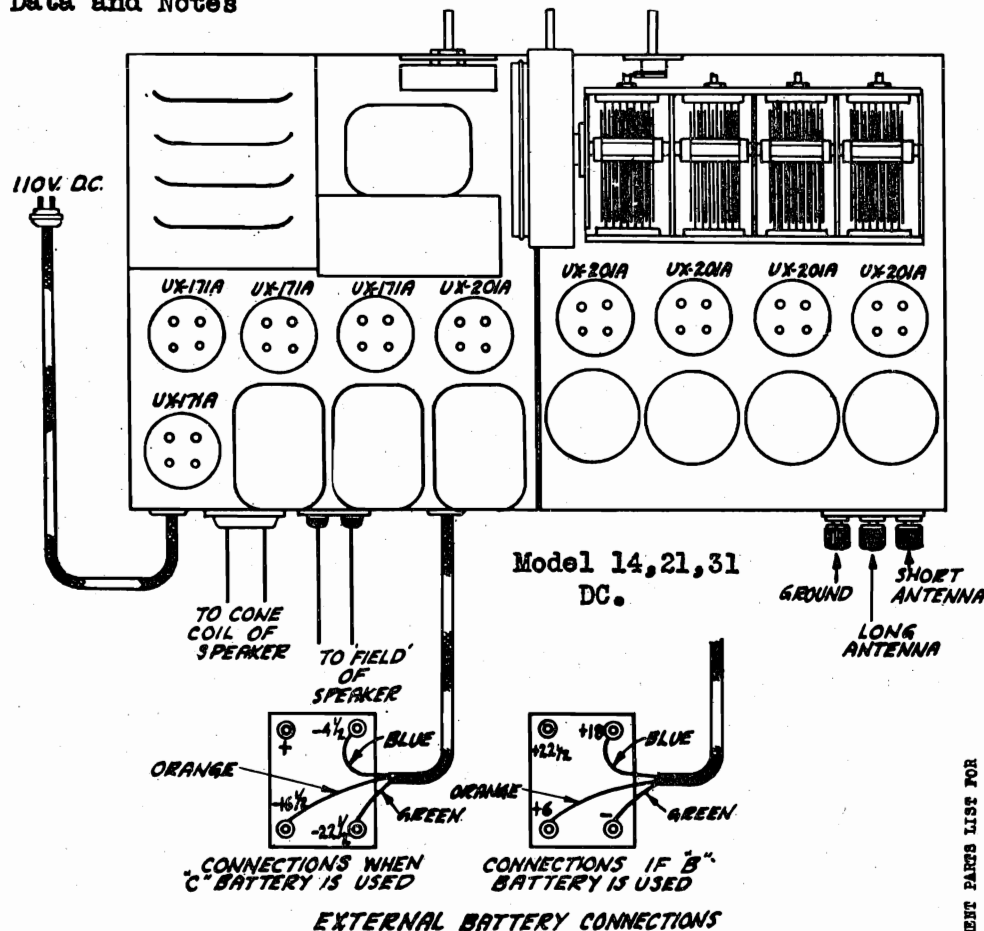 Data and Notes
110V. D.C.
UX-171A UX-171A UX-171A UX-201A
UX-201A UX-201A UX-201A UX-201A
UX-171A
Model 14,21,31
DC.
TO CONE
COIL OF
SPEAKER
TO 'FIELD'
OF
SPEAKER
GROUND
LONG
ANTENNA
SHORT
ANTENNA
+
-4½
BLUE
ORANGE
-16½
-22½
GREEN
CONNECTIONS WHEN
"C" BATTERY IS USED
+22½
+18
BLUE
ORANGE
+6
-
GREEN
CONNECTIONS IF "B"
BATTERY IS USED
EXTERNAL BATTERY CONNECTIONS
PARTS LIST FOR